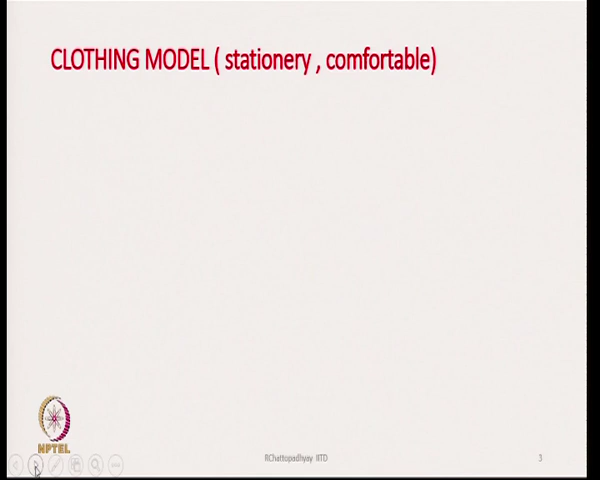 CLOTHING MODEL ( stationery , comfortable)
NPTEL
RChattopadhyay IITD
3